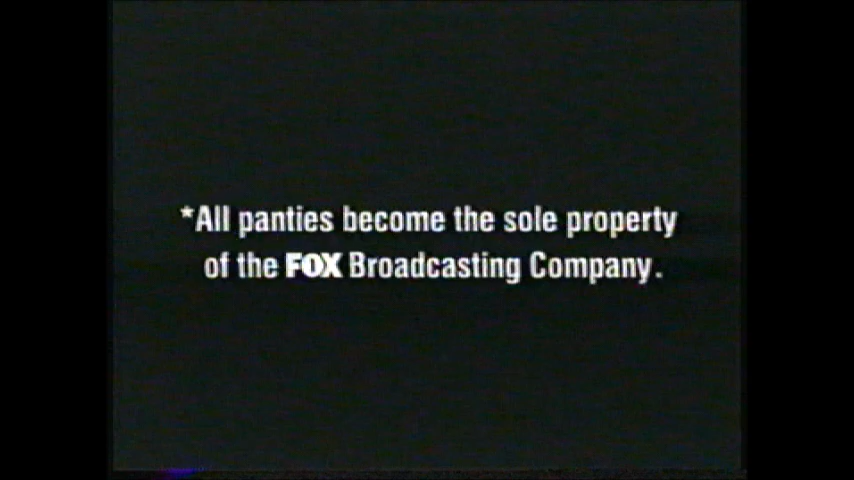 *All panties become the sole property
of the FOX Broadcasting Company.